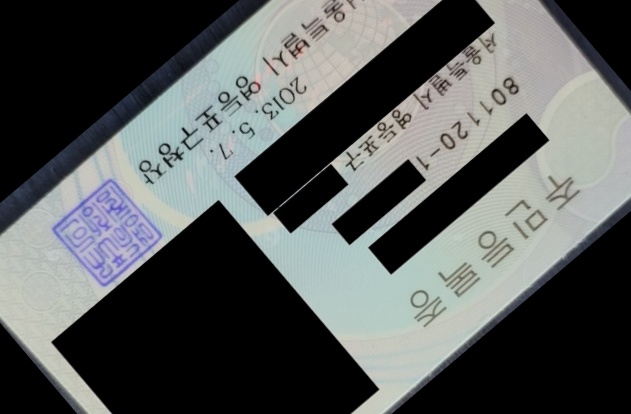 주민등록증
801120-1
서울특별시 영등포구
2013. 5. 7.
서울특별시 영등포구청장